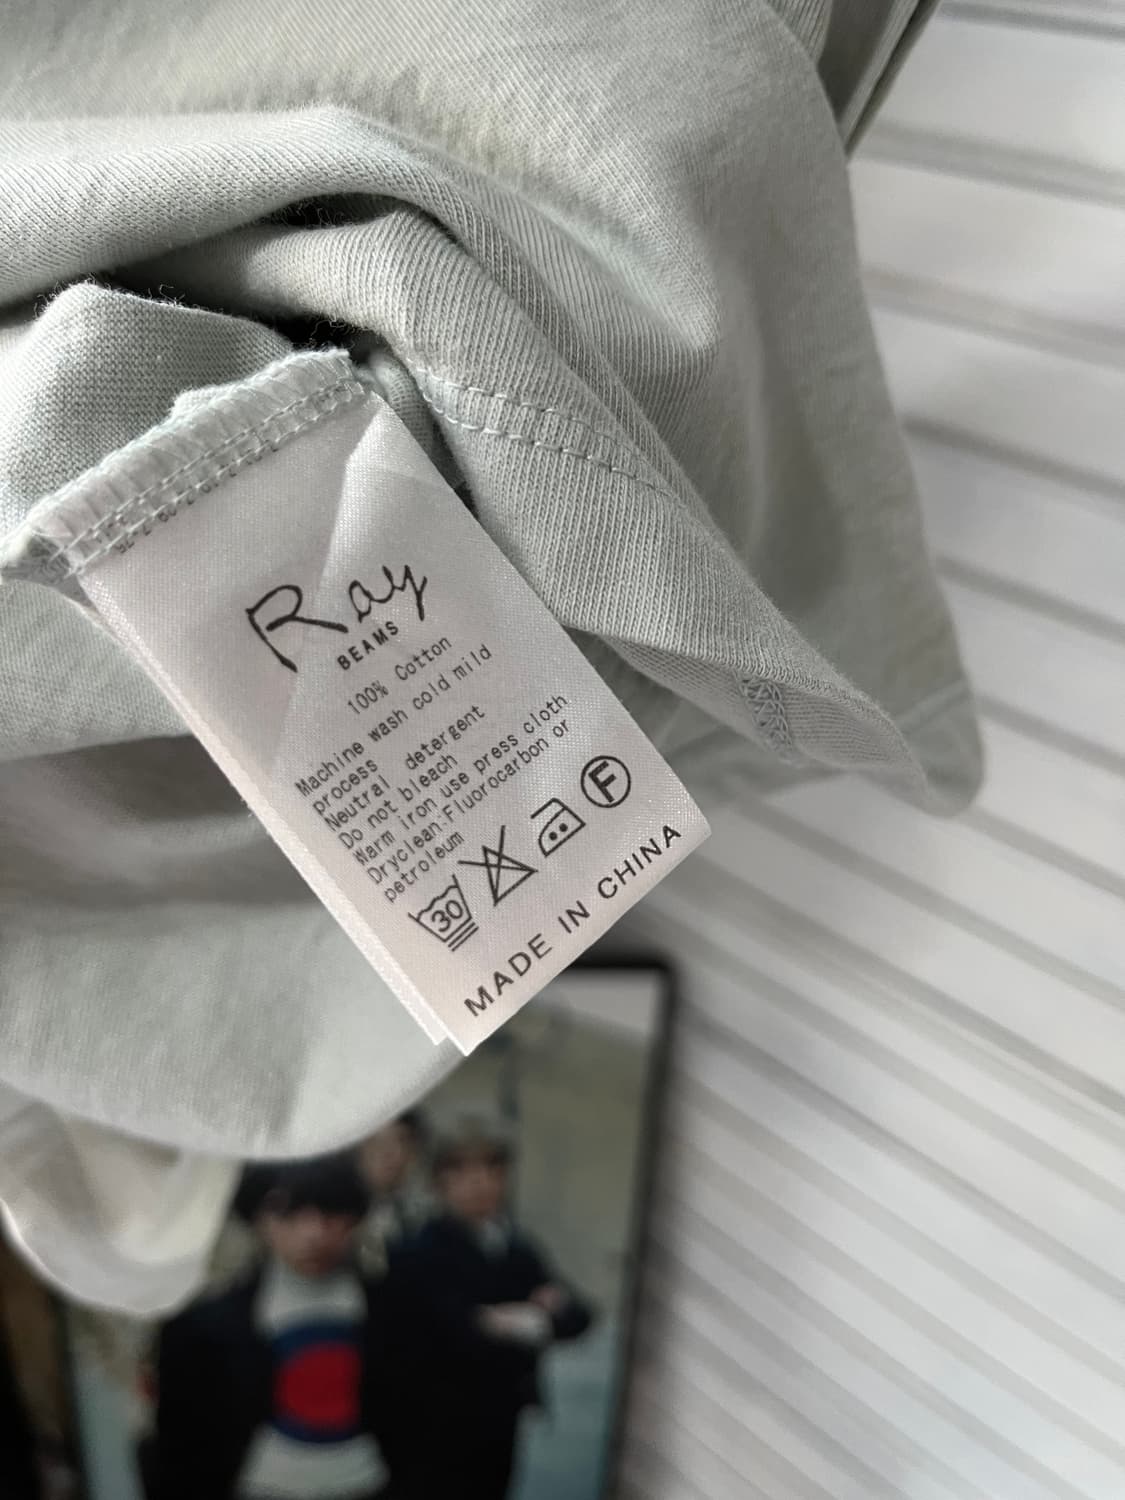 Ray
BEAMS
100% Cotton
Machine wash cold mild
process
Neutral detergent
Do not bleach
Warm iron use press cloth
Dryclean:Fluorocarbon or
petroleum
30
F
MADE IN CHINA